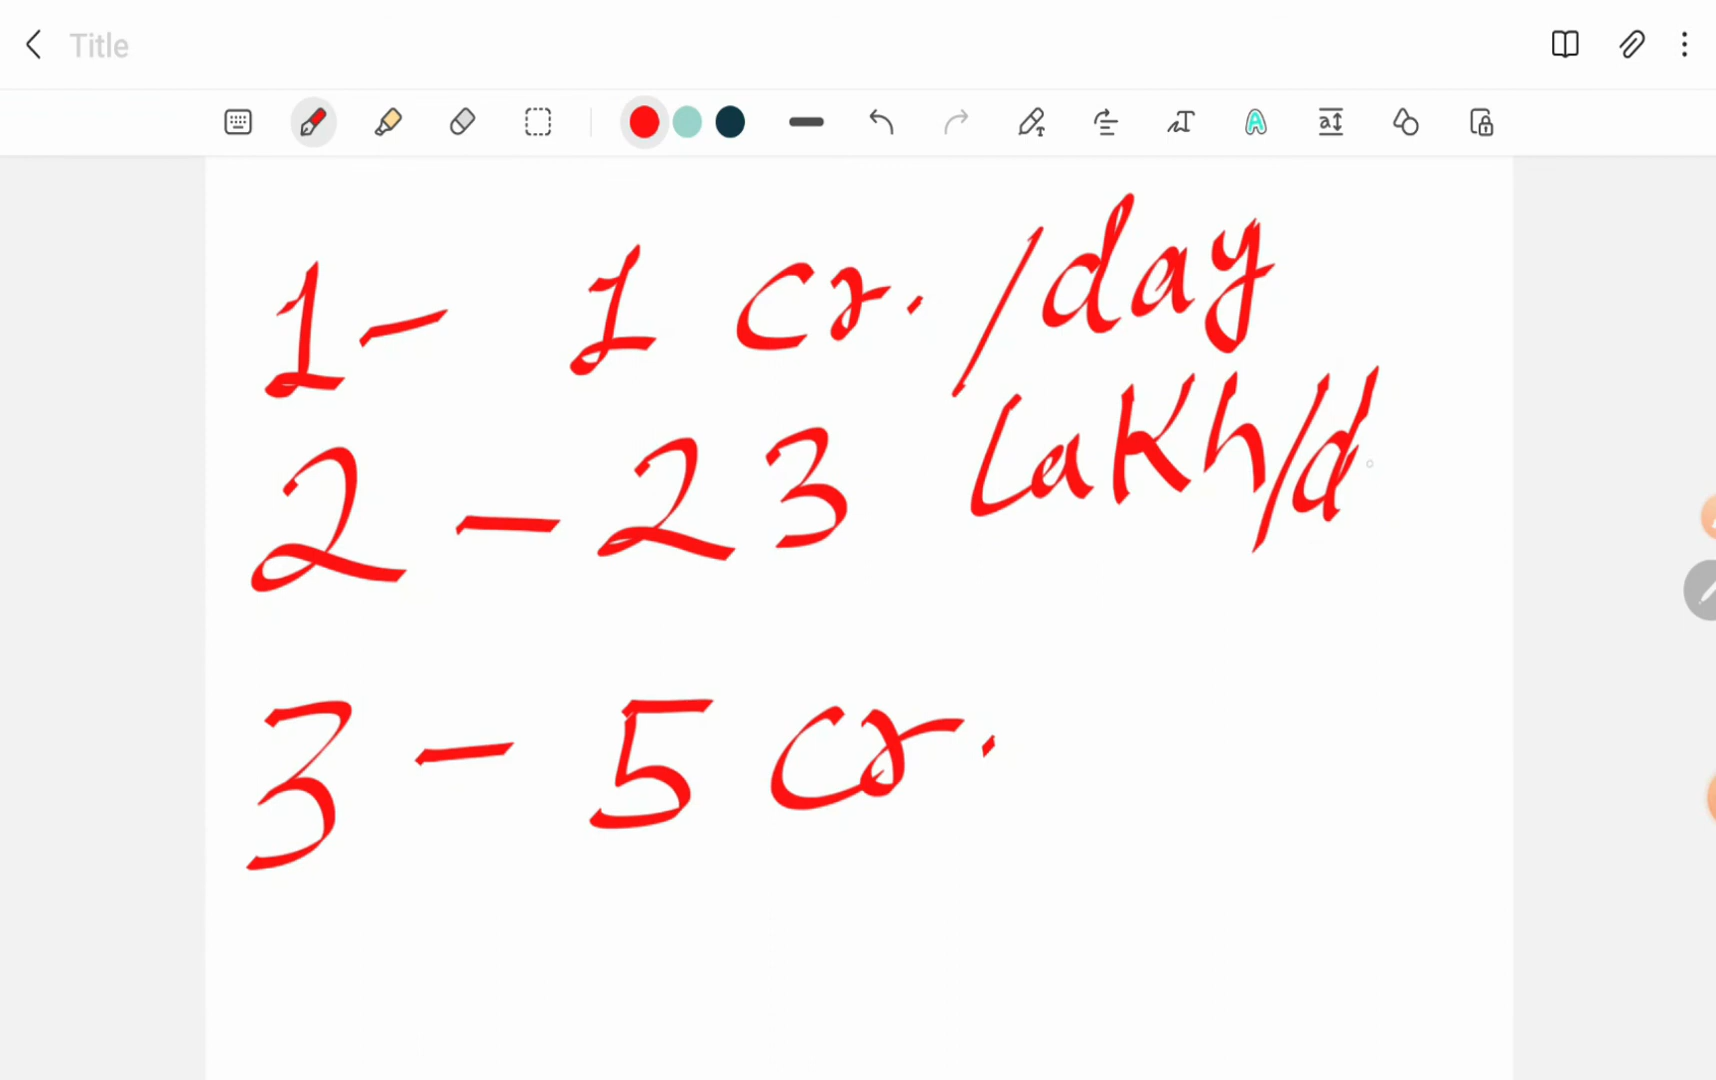 Title
1 - 1 cr. /day
2 - 23 Lakh/d
3 - 5 cr.